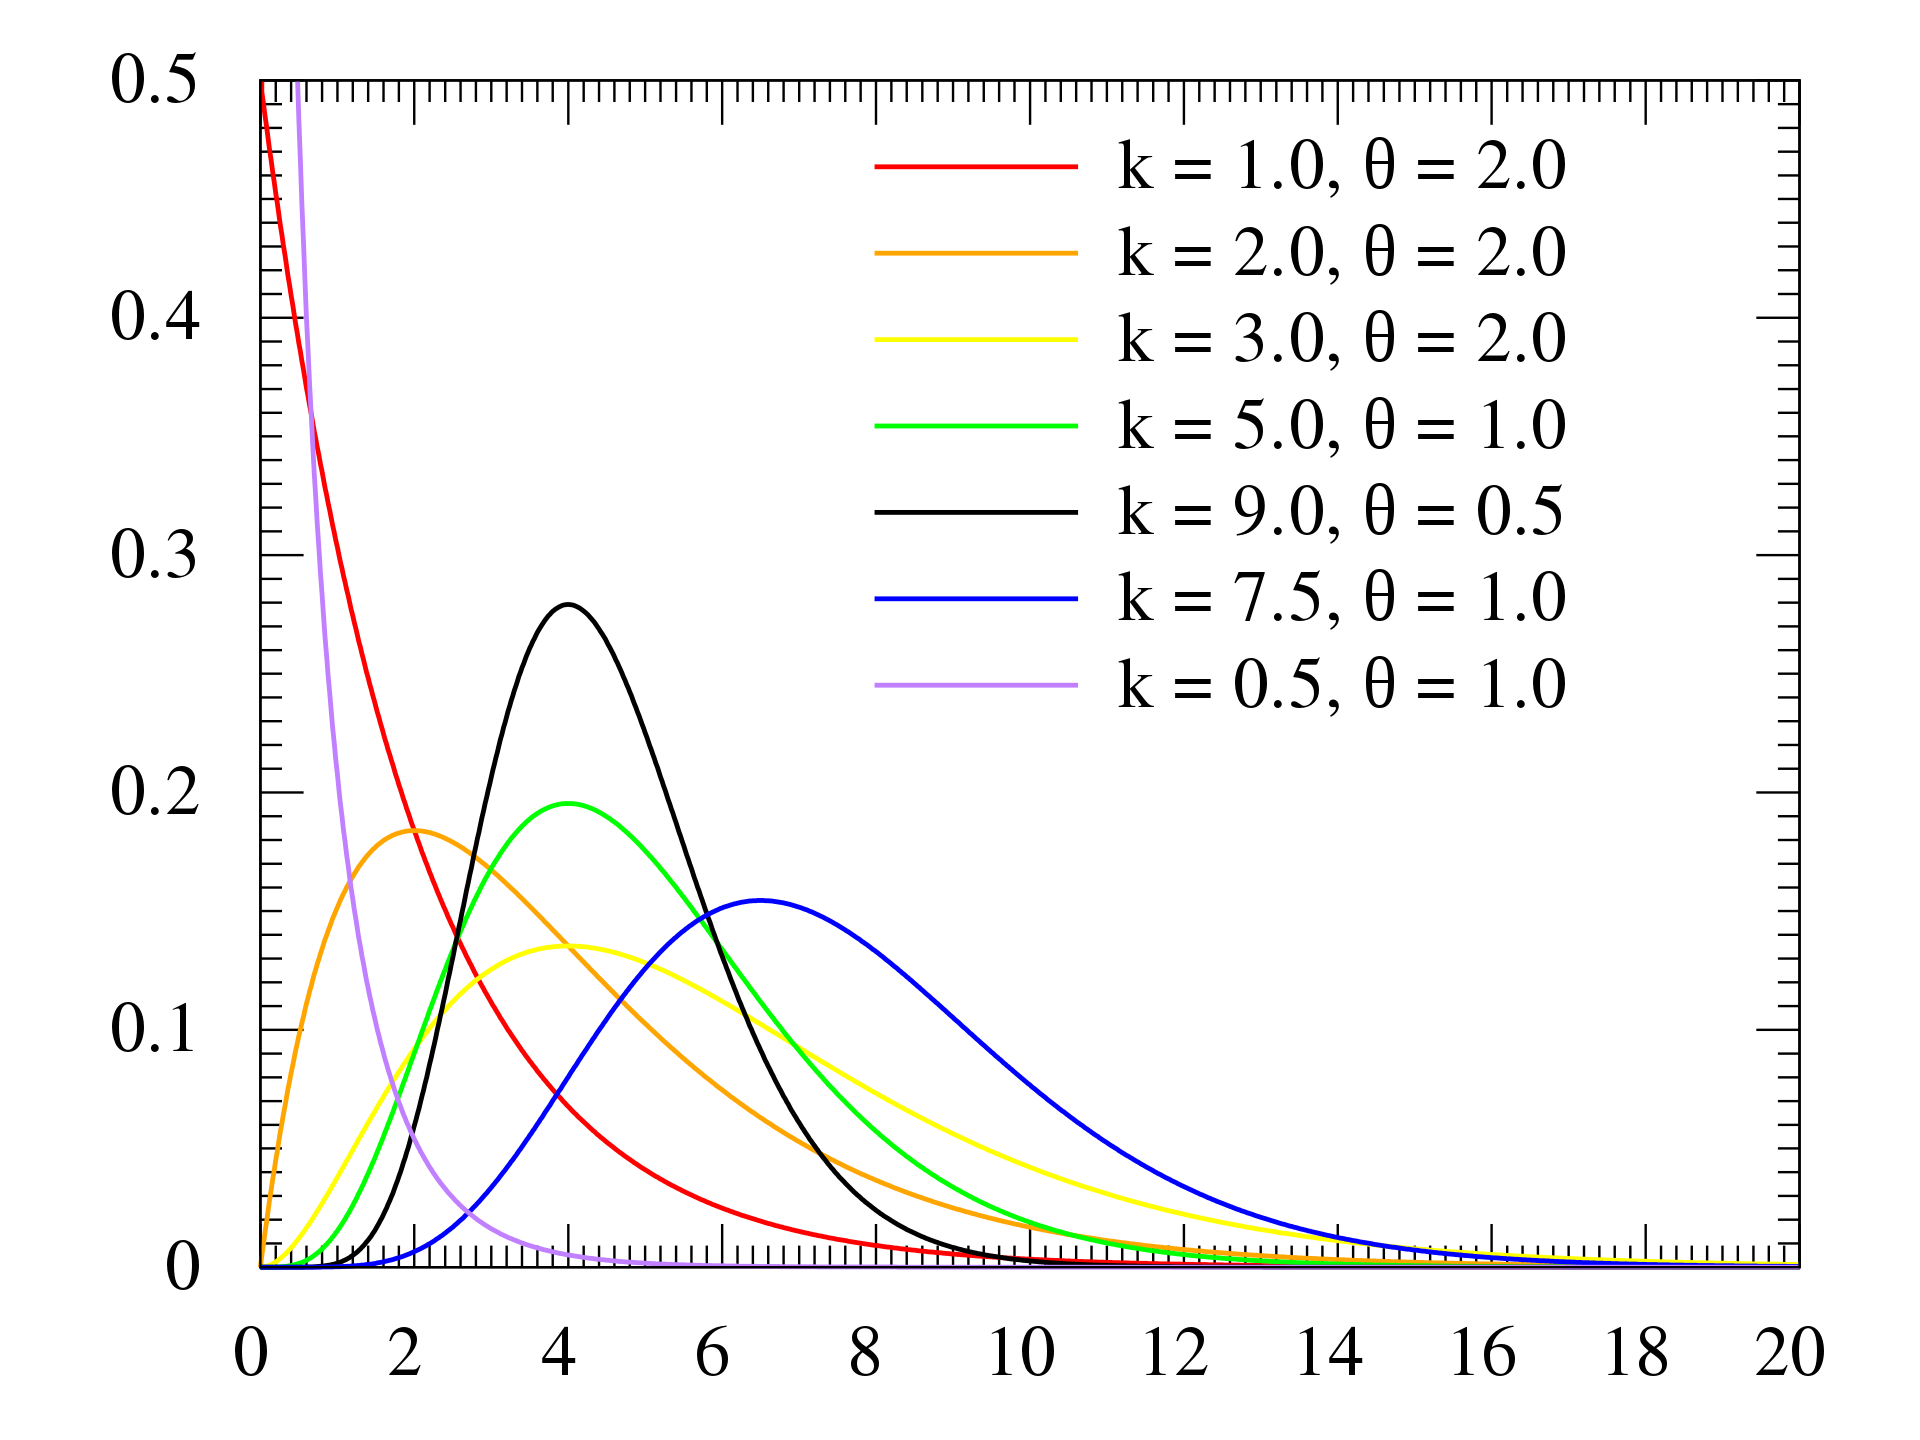 0.5
k = 1.0, θ = 2.0
k = 2.0, θ = 2.0
0.4
k = 3.0, θ = 2.0
k = 5.0, θ = 1.0
k = 9.0, θ = 0.5
0.3
k = 7.5, θ = 1.0
k = 0.5, θ = 1.0
0.2
0.1
0
0 2 4 6 8 10 12 14 16 18 20